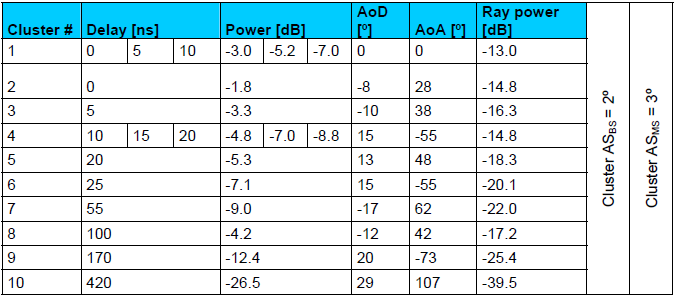 Cluster # Delay [ns] Power [dB] AoD [º] AoA [º] Ray power [dB]
1 0 5 10 -3.0 -5.2 -7.0 0 0 -13.0
2 0 -1.8 -8 28 -14.8
3 5 -3.3 -10 38 -16.3
4 10 15 20 -4.8 -7.0 -8.8 15 -55 -14.8
5 20 -5.3 13 48 -18.3
6 25 -7.1 15 -55 -20.1
7 55 -9.0 -17 62 -22.0
8 100 -4.2 -12 42 -17.2
9 170 -12.4 20 -73 -25.4
10 420 -26.5 29 107 -39.5
Cluster ASBS = 2º
Cluster ASMS = 3º